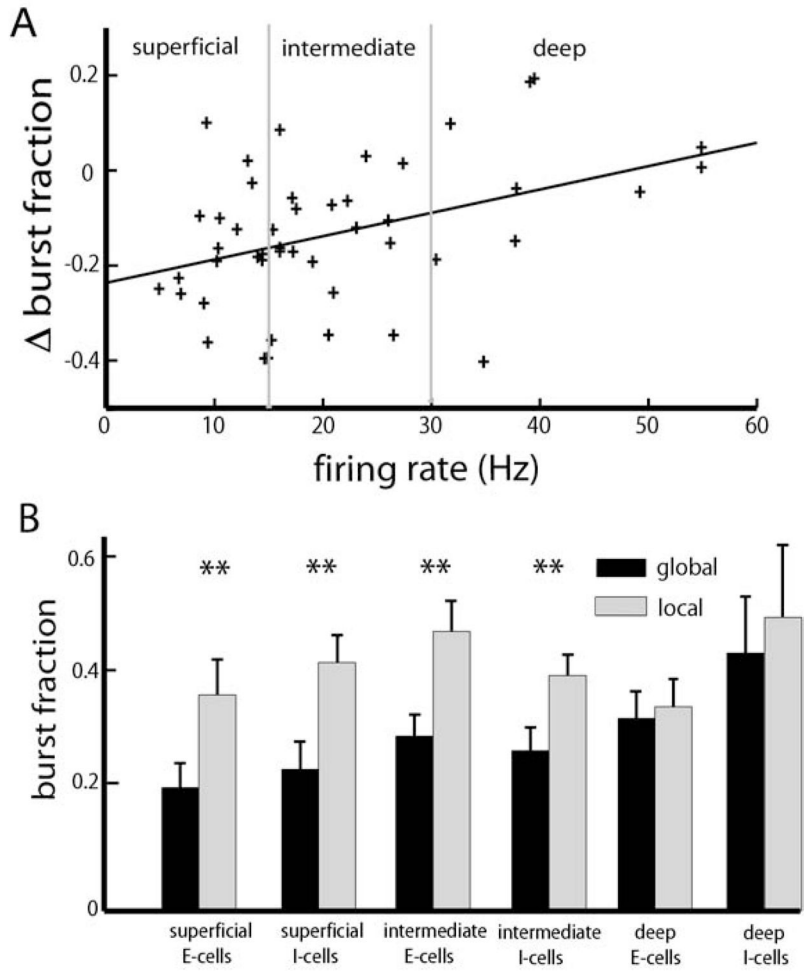 A
superficial intermediate deep
0.2
0
-0.2
-0.4
Δ burst fraction
0 10 20 30 40 50 60
firing rate (Hz)
B
0.6
0.4
0.2
0
burst fraction
** ** ** **
global
local
superficial superficial intermediate intermediate deep deep
E-cells I-cells E-cells I-cells E-cells I-cells